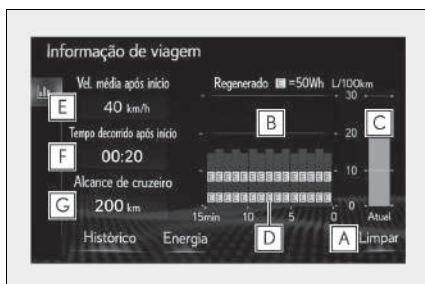 Informação de viagem
Vel. média após início
Regenerado E =50Wh L/100km
E 40 km/h
Tempo decorrido após início
F 00:20
Alcance de cruzeiro
G 200 km
B
C
30
20
10
0
15min 10 5 0 Atual
D
A
Histórico Energia Limpar